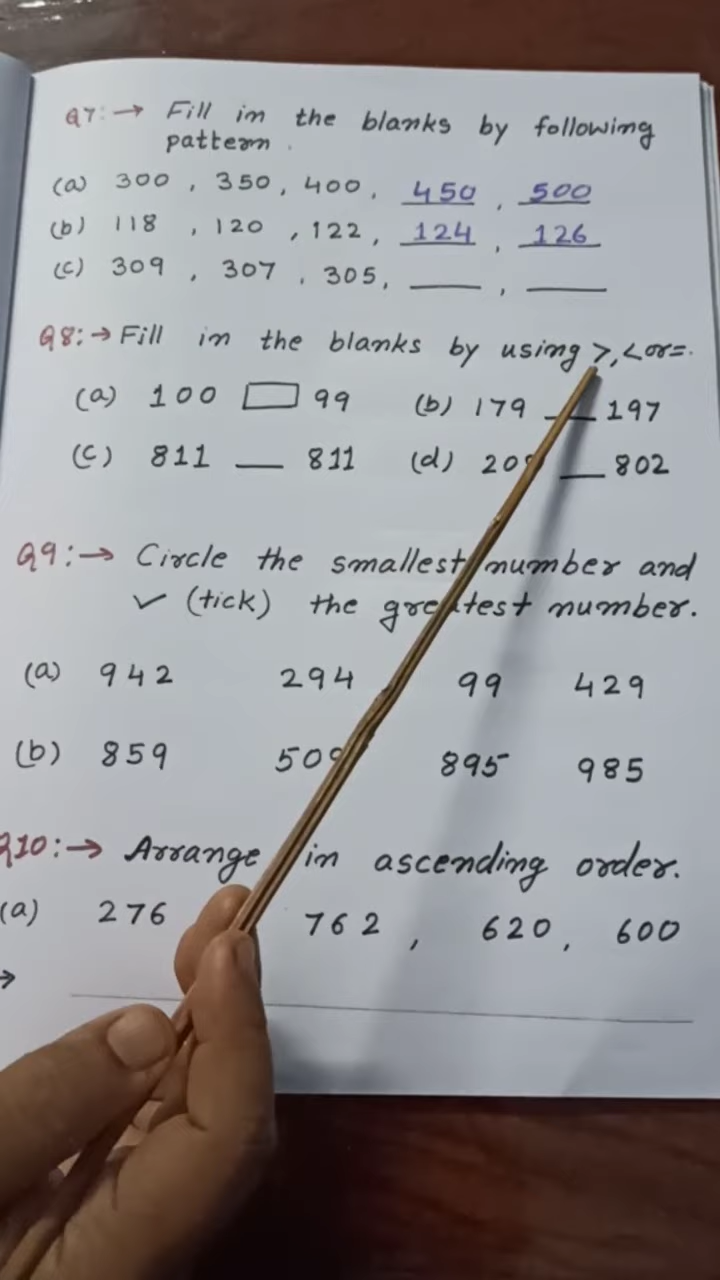 Q7:→ Fill in the blanks by following
pattern.
(a) 300, 350, 400, 450, 500
(b) 118, 120, 122, 124, 126
(c) 309, 307, 305, ___, ___
Q8:→ Fill in the blanks by using >,< or =.
(a) 100 □ 99 (b) 179 __ 197
(c) 811 __ 811 (d) __ 802
Q9:→ Circle the smallest number and
✓ (tick) the greatest number.
(a) 942 294 99 429
(b) 859 895 985
Q10:→ Arrange in ascending order.
(a) 276 762, 620, 600
→